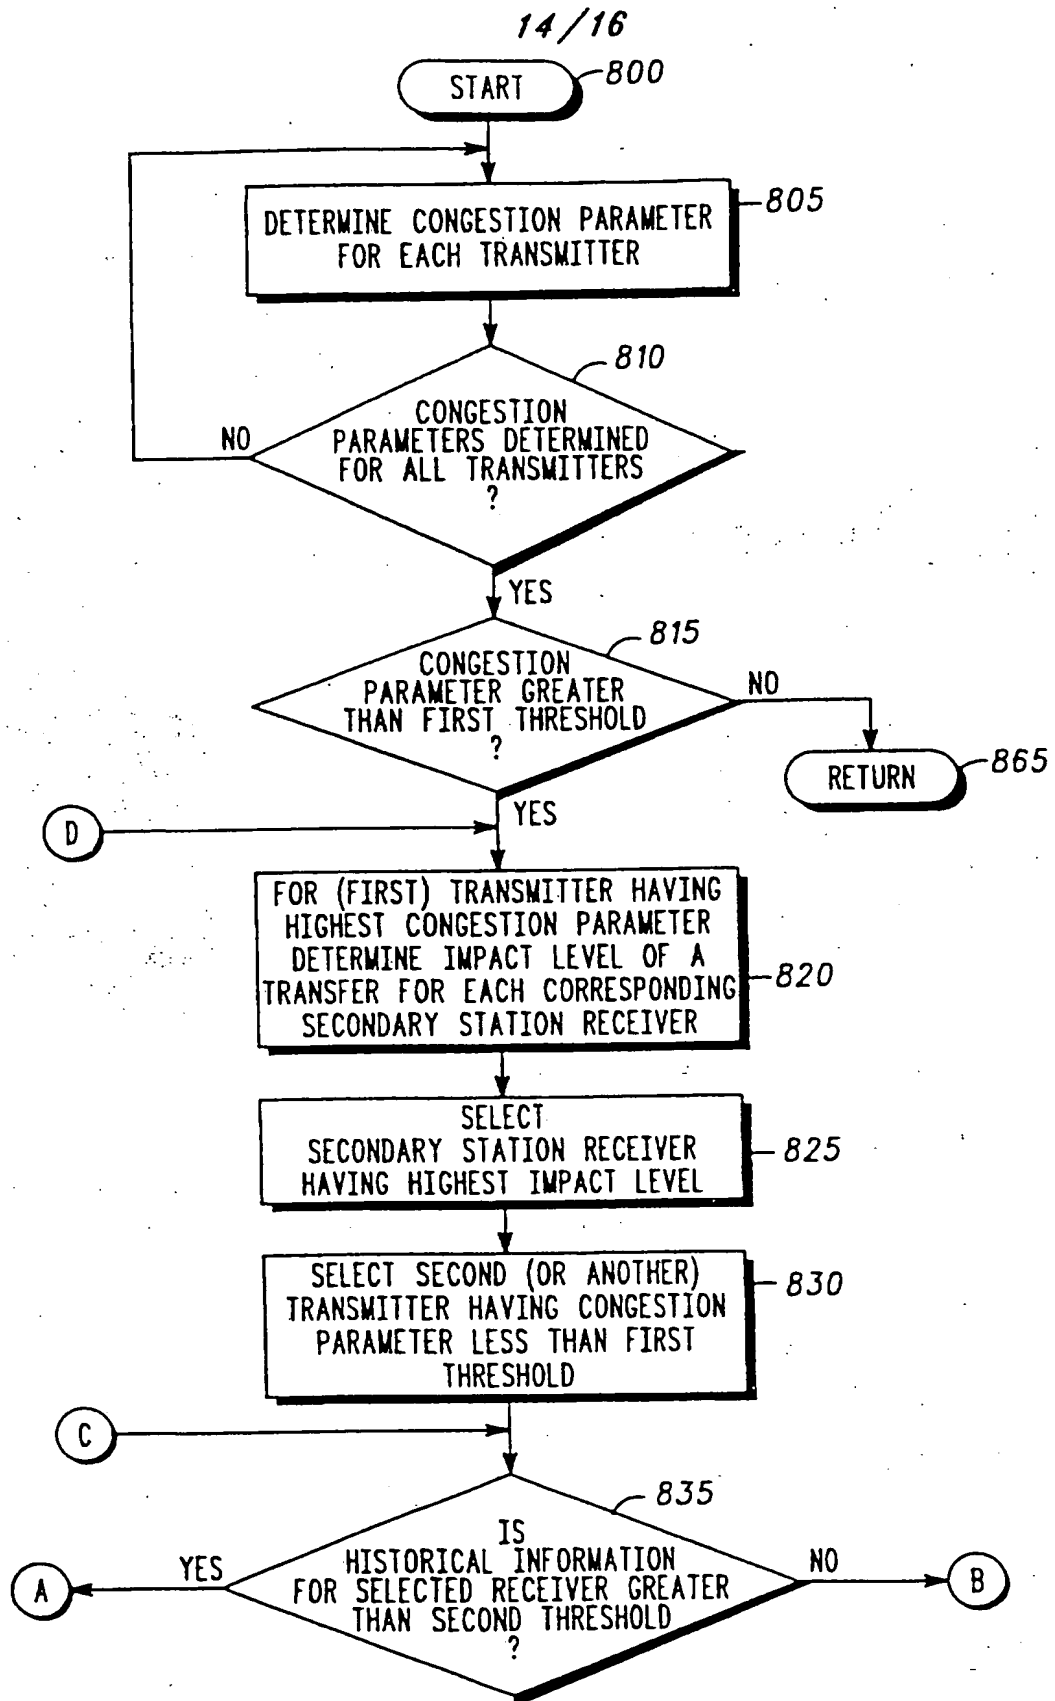 14/16
START
800
DETERMINE CONGESTION PARAMETER
FOR EACH TRANSMITTER
805
810
CONGESTION
PARAMETERS DETERMINED
FOR ALL TRANSMITTERS
?
NO
YES
815
CONGESTION
PARAMETER GREATER
THAN FIRST THRESHOLD
?
NO
RETURN
865
YES
D
FOR (FIRST) TRANSMITTER HAVING
HIGHEST CONGESTION PARAMETER
DETERMINE IMPACT LEVEL OF A
TRANSFER FOR EACH CORRESPONDING
SECONDARY STATION RECEIVER
820
SELECT
SECONDARY STATION RECEIVER
HAVING HIGHEST IMPACT LEVEL
825
SELECT SECOND (OR ANOTHER)
TRANSMITTER HAVING CONGESTION
PARAMETER LESS THAN FIRST
THRESHOLD
830
C
835
IS
HISTORICAL INFORMATION
FOR SELECTED RECEIVER GREATER
THAN SECOND THRESHOLD
?
YES
A
NO
B